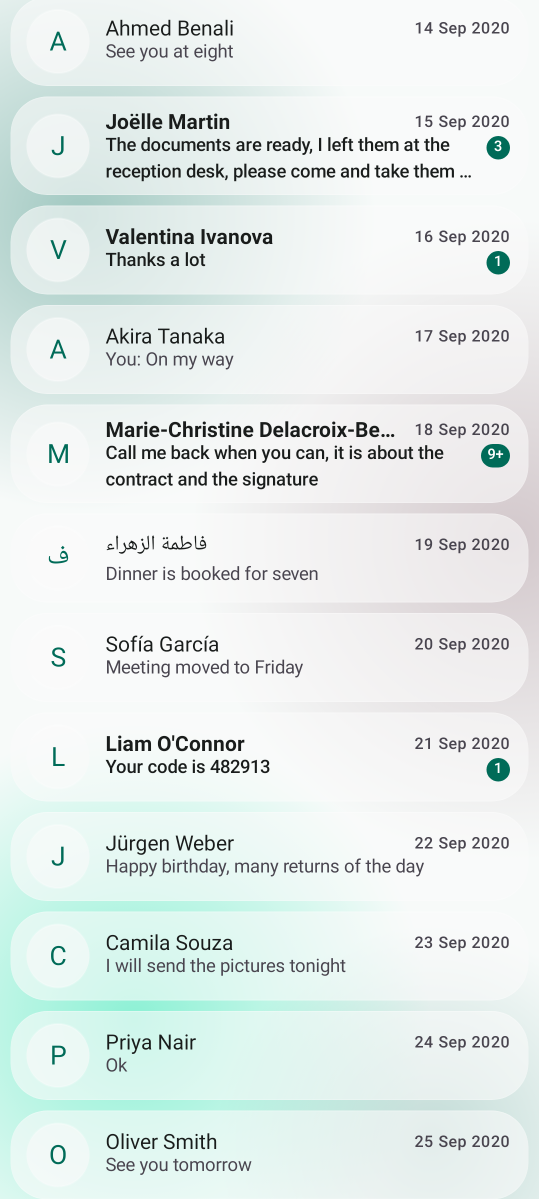 A
Ahmed Benali
14 Sep 2020
See you at eight
J
Joëlle Martin
15 Sep 2020
The documents are ready, I left them at the
reception desk, please come and take them ...
3
V
Valentina Ivanova
16 Sep 2020
Thanks a lot
1
A
Akira Tanaka
17 Sep 2020
You: On my way
M
Marie-Christine Delacroix-Be...
18 Sep 2020
Call me back when you can, it is about the
contract and the signature
9+
ف
فاطمة الزهراء
19 Sep 2020
Dinner is booked for seven
S
Sofía García
20 Sep 2020
Meeting moved to Friday
L
Liam O'Connor
21 Sep 2020
Your code is 482913
1
J
Jürgen Weber
22 Sep 2020
Happy birthday, many returns of the day
C
Camila Souza
23 Sep 2020
I will send the pictures tonight
P
Priya Nair
24 Sep 2020
Ok
O
Oliver Smith
25 Sep 2020
See you tomorrow